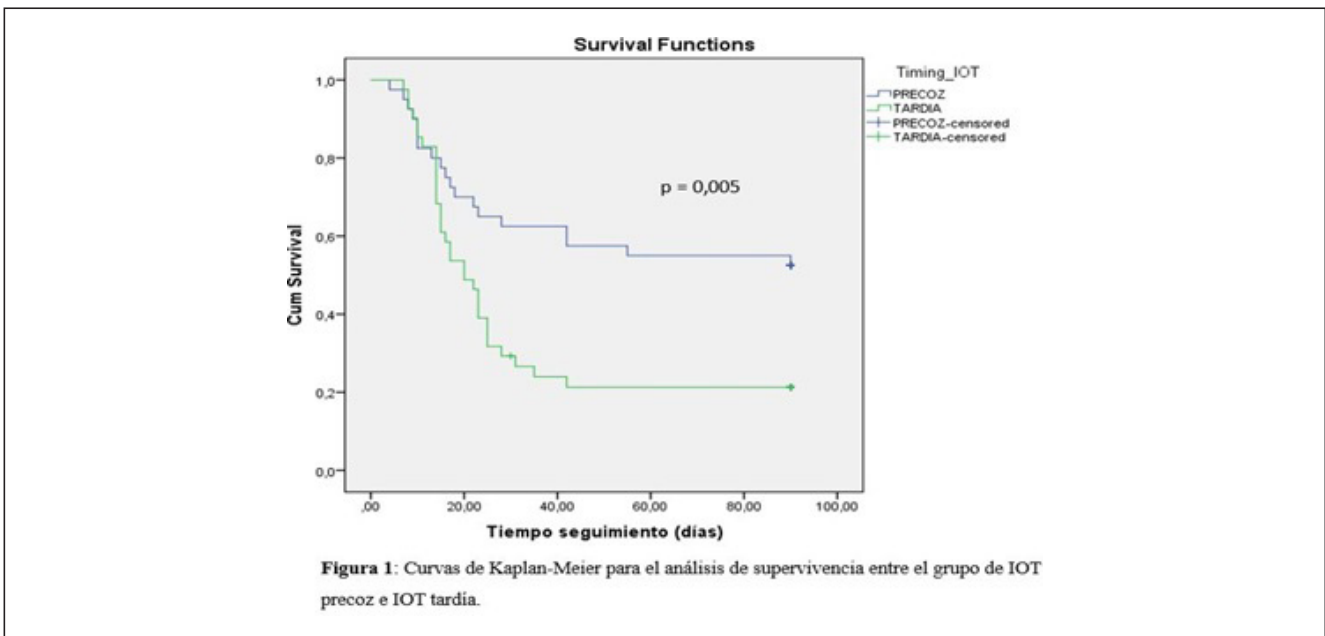 Survival Functions
Timing_IOT
PRECOZ
TARDIA
PRECOZ-censored
TARDIA-censored
p = 0,005
Cum Survival
1,0
0,8
0,6
0,4
0,2
0,0
,00 20,00 40,00 60,00 80,00 100,00
Tiempo seguimiento (días)
Figura 1: Curvas de Kaplan-Meier para el análisis de supervivencia entre el grupo de IOT
precoz e IOT tardía.